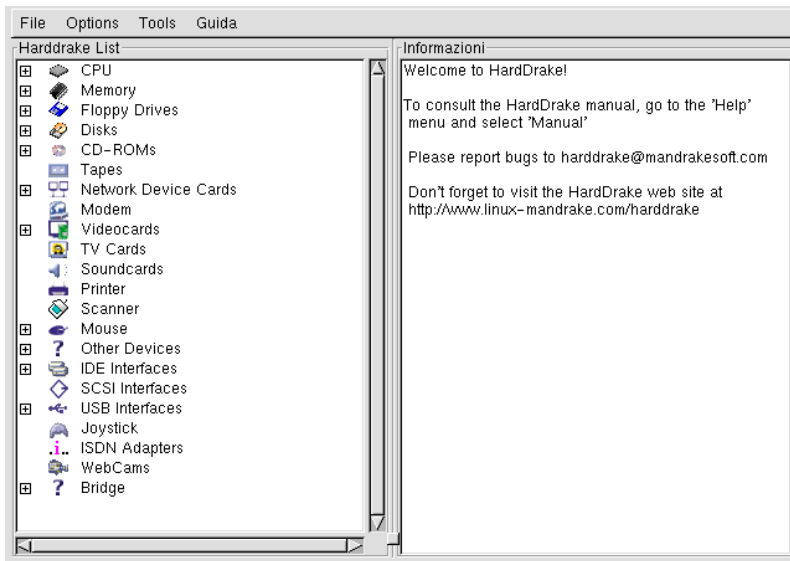 File Options Tools Guida
Harddrake List
CPU
Memory
Floppy Drives
Disks
CD-ROMs
Tapes
Network Device Cards
Modem
Videocards
TV Cards
Soundcards
Printer
Scanner
Mouse
Other Devices
IDE Interfaces
SCSI Interfaces
USB Interfaces
Joystick
ISDN Adapters
WebCams
Bridge
Informazioni
Welcome to HardDrake!
To consult the HardDrake manual, go to the 'Help'
menu and select 'Manual'
Please report bugs to harddrake@mandrakesoft.com
Don't forget to visit the HardDrake web site at
http://www.linux-mandrake.com/harddrake